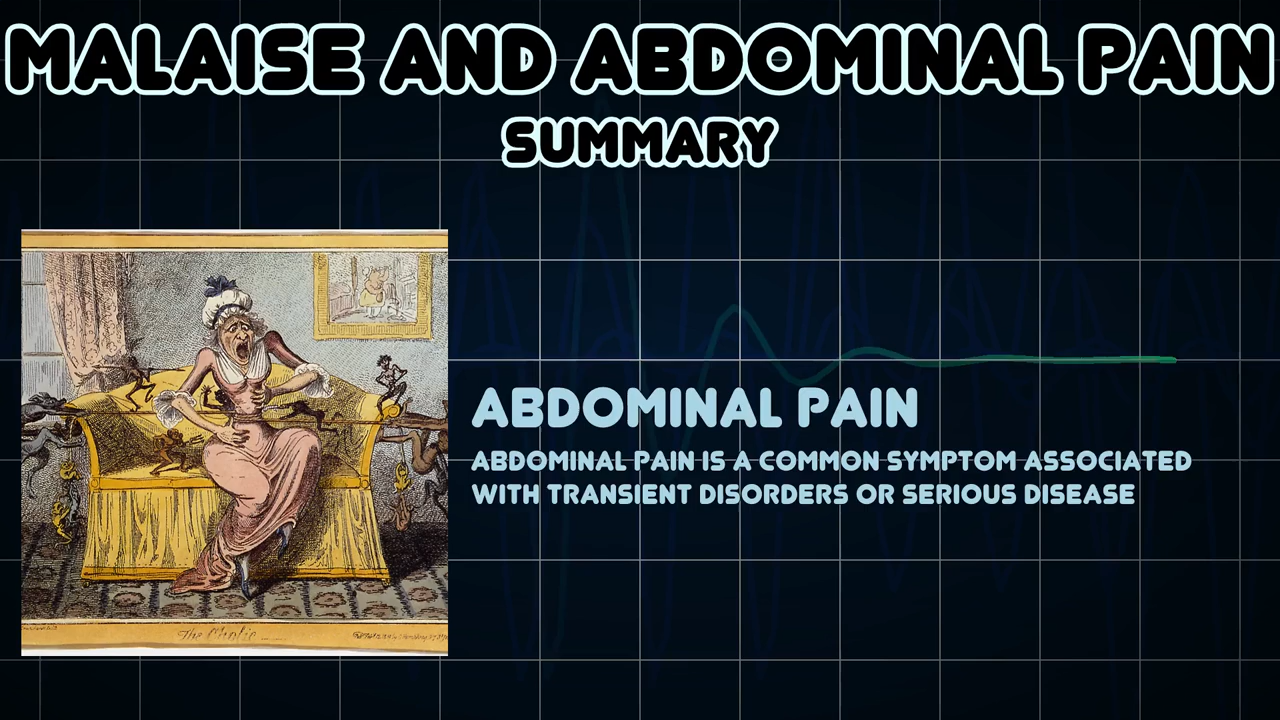 MALAISE AND ABDOMINAL PAIN
SUMMARY
ABDOMINAL PAIN
ABDOMINAL PAIN IS A COMMON SYMPTOM ASSOCIATED
WITH TRANSIENT DISORDERS OR SERIOUS DISEASE
The Cholic